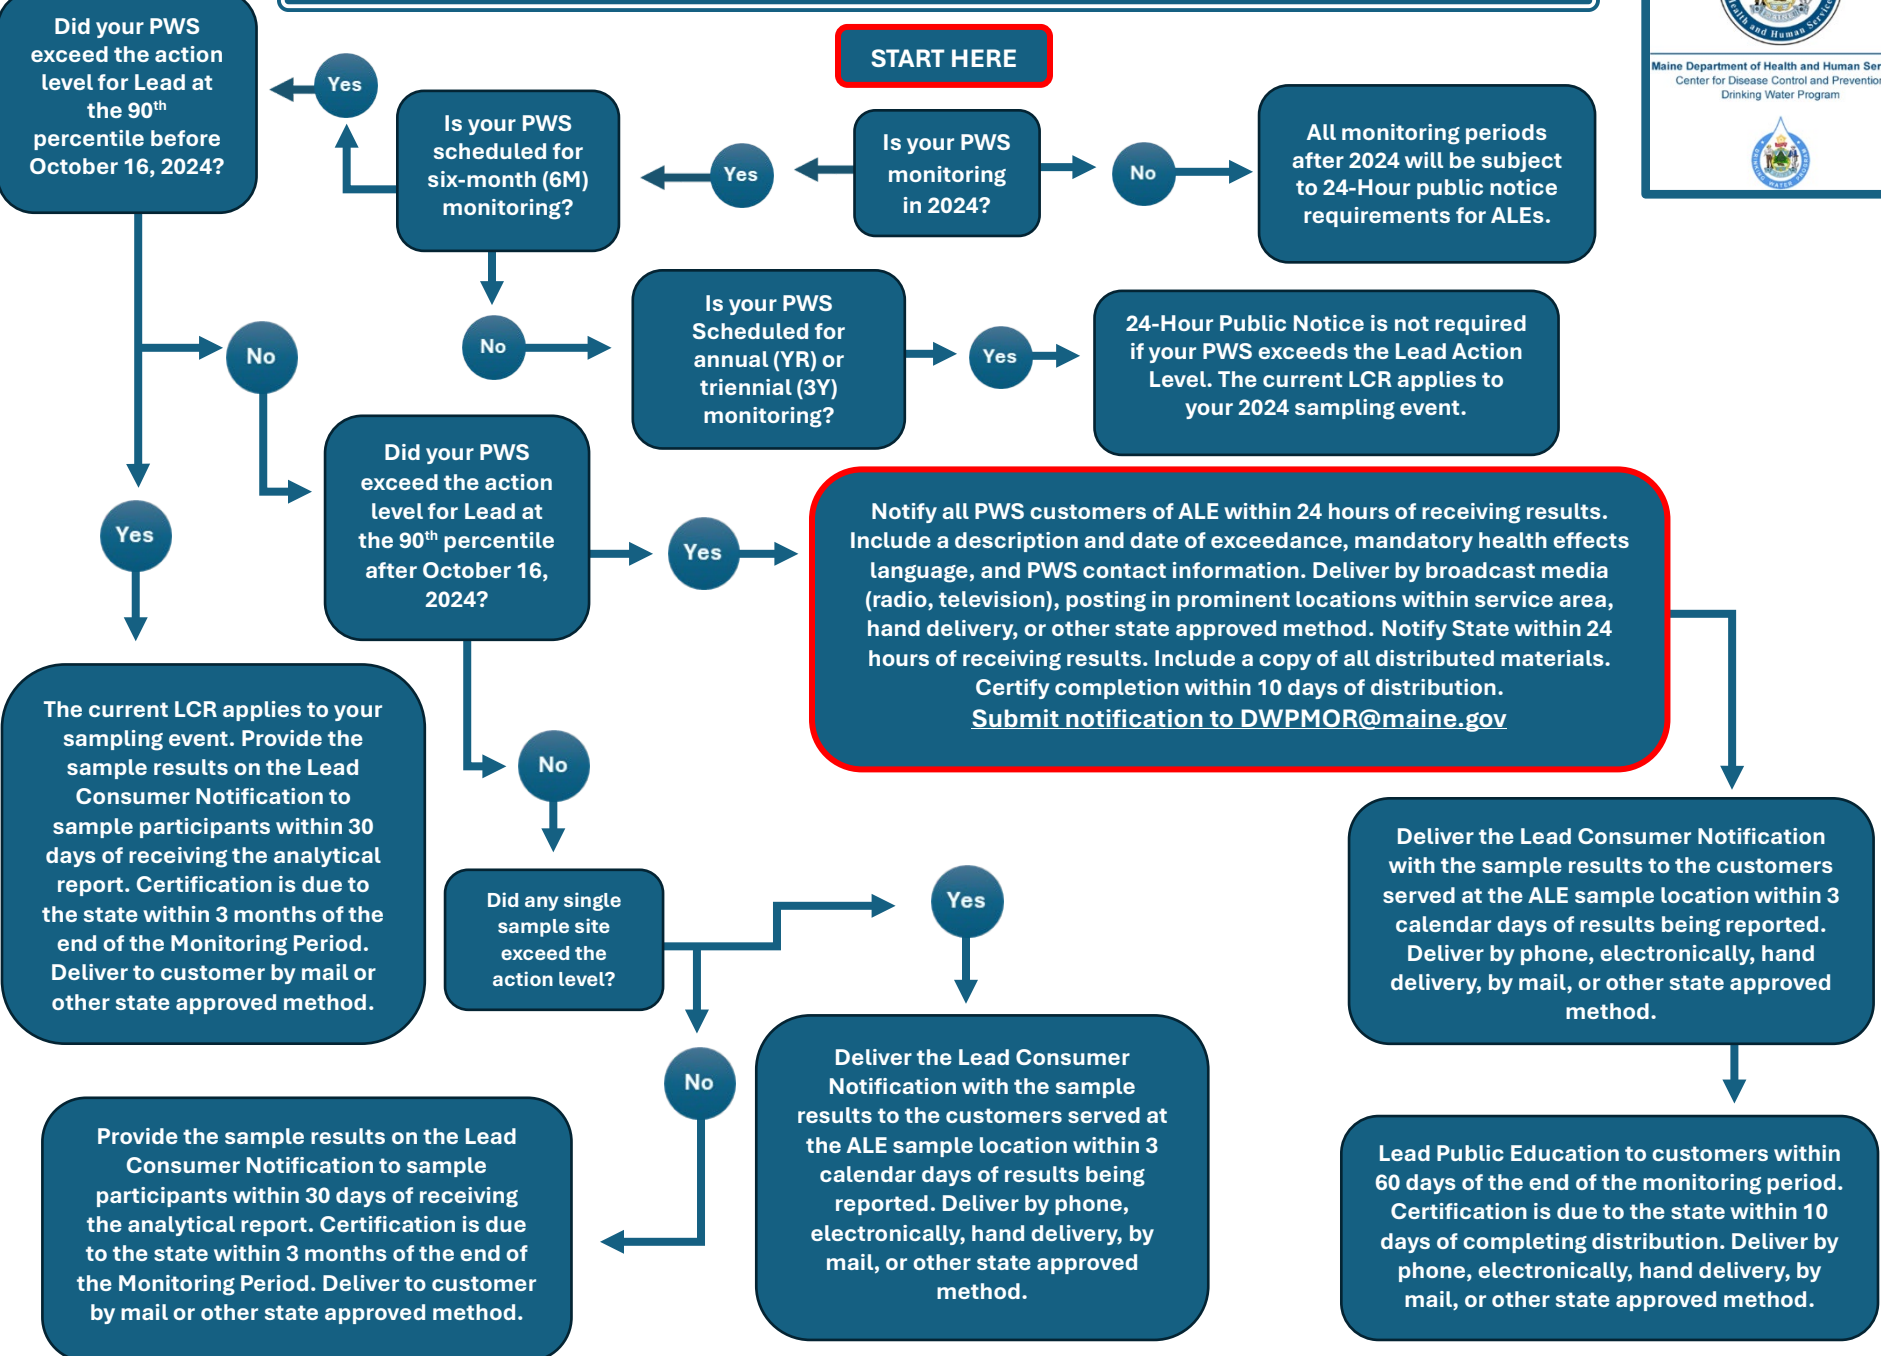 START HERE
Is your PWS
monitoring
in 2024?
No
All monitoring periods
after 2024 will be subject
to 24-Hour public notice
requirements for ALEs.
Health and Human Services
Maine Department of Health and Human Ser
Center for Disease Control and Prevention
Drinking Water Program
Yes
Is your PWS
scheduled for
six-month (6M)
monitoring?
Yes
Did your PWS
exceed the action
level for Lead at
the 90th
percentile before
October 16, 2024?
No
Is your PWS
Scheduled for
annual (YR) or
triennial (3Y)
monitoring?
Yes
24-Hour Public Notice is not required
if your PWS exceeds the Lead Action
Level. The current LCR applies to
your 2024 sampling event.
No
Yes
Did your PWS
exceed the action
level for Lead at
the 90th percentile
after October 16,
2024?
Yes
Notify all PWS customers of ALE within 24 hours of receiving results.
Include a description and date of exceedance, mandatory health effects
language, and PWS contact information. Deliver by broadcast media
(radio, television), posting in prominent locations within service area,
hand delivery, or other state approved method. Notify State within 24
hours of receiving results. Include a copy of all distributed materials.
Certify completion within 10 days of distribution.
Submit notification to DWPMOR@maine.gov
The current LCR applies to your
sampling event. Provide the
sample results on the Lead
Consumer Notification to
sample participants within 30
days of receiving the analytical
report. Certification is due to
the state within 3 months of the
end of the Monitoring Period.
Deliver to customer by mail or
other state approved method.
No
Did any single
sample site
exceed the
action level?
Yes
No
Deliver the Lead Consumer Notification
with the sample results to the customers
served at the ALE sample location within 3
calendar days of results being reported.
Deliver by phone, electronically, hand
delivery, by mail, or other state approved
method.
Provide the sample results on the Lead
Consumer Notification to sample
participants within 30 days of receiving
the analytical report. Certification is due
to the state within 3 months of the end of
the Monitoring Period. Deliver to customer
by mail or other state approved method.
Deliver the Lead Consumer
Notification with the sample
results to the customers served at
the ALE sample location within 3
calendar days of results being
reported. Deliver by phone,
electronically, hand delivery, by
mail, or other state approved
method.
Lead Public Education to customers within
60 days of the end of the monitoring period.
Certification is due to the state within 10
days of completing distribution. Deliver by
phone, electronically, hand delivery, by
mail, or other state approved method.